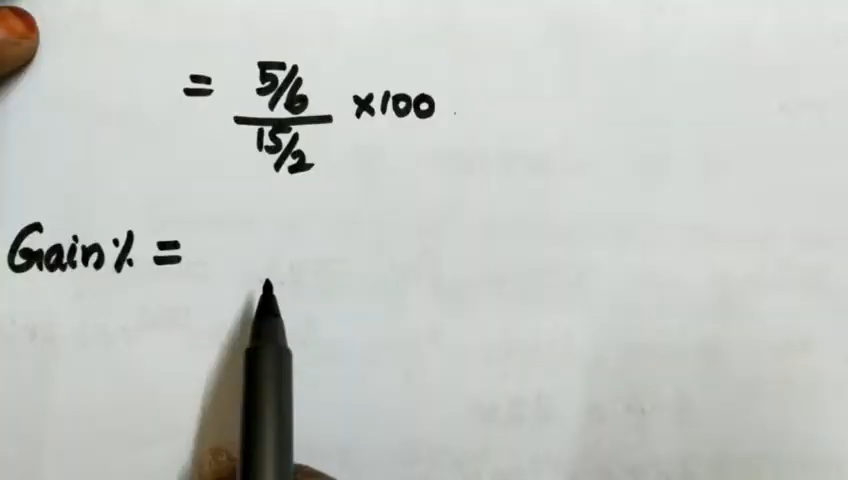 = 5/6 / 15/2 ×100
Gain% =